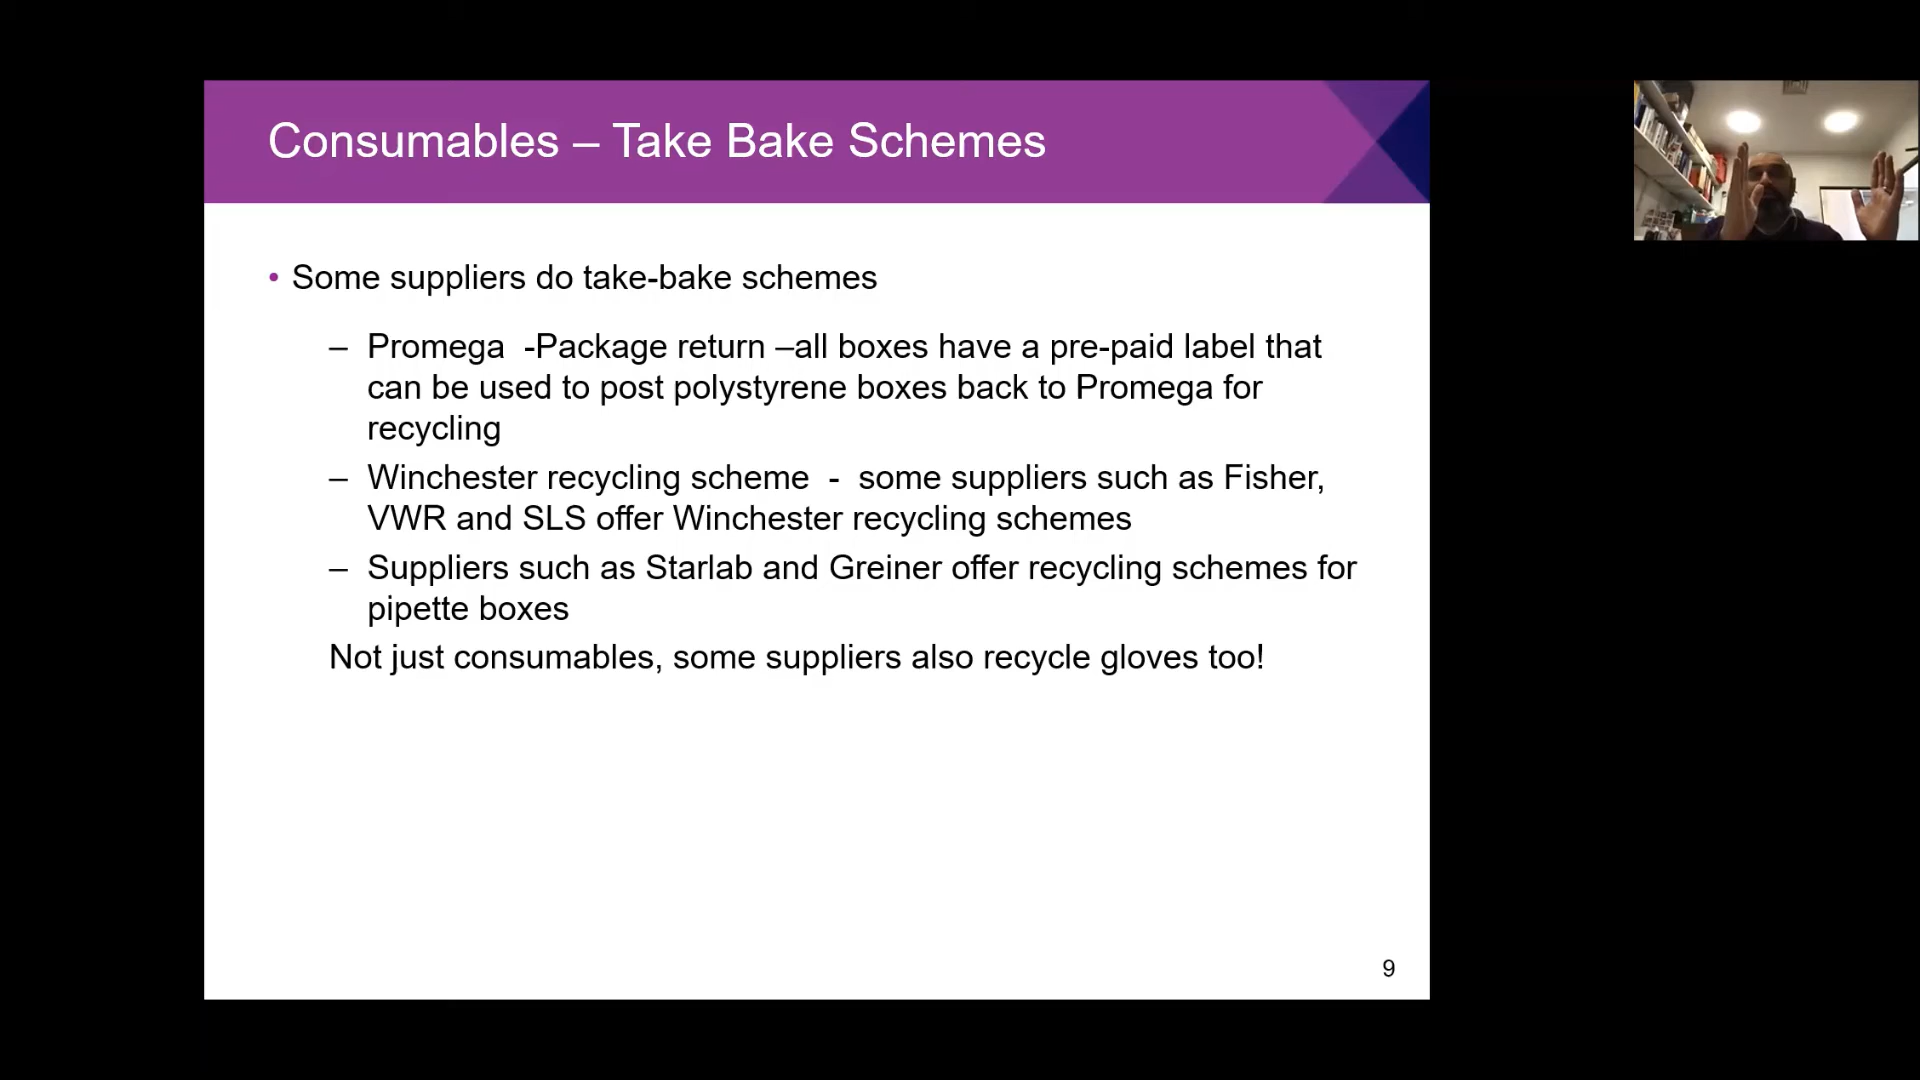 Consumables – Take Bake Schemes
• Some suppliers do take-bake schemes
– Promega  -Package return –all boxes have a pre-paid label that
can be used to post polystyrene boxes back to Promega for
recycling
– Winchester recycling scheme  -  some suppliers such as Fisher,
VWR and SLS offer Winchester recycling schemes
– Suppliers such as Starlab and Greiner offer recycling schemes for
pipette boxes
Not just consumables, some suppliers also recycle gloves too!
9